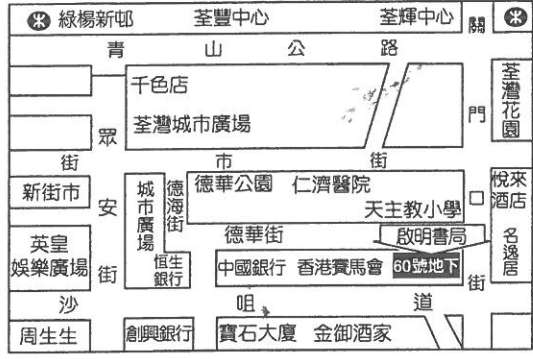 綠楊新邨 荃豐中心 荃輝中心
關門口街
青山公路
千色店
荃灣城市廣場
荃灣花園
眾安街
街市街
新街市
城市廣場
德海街
德華公園 仁濟醫院
天主教小學
悅來酒店
名逸居
德華街
啟明書局
英皇娛樂廣場
恒生銀行
中國銀行 香港賽馬會 60號地下
沙咀道
周生生
創興銀行
寶石大廈 金御酒家